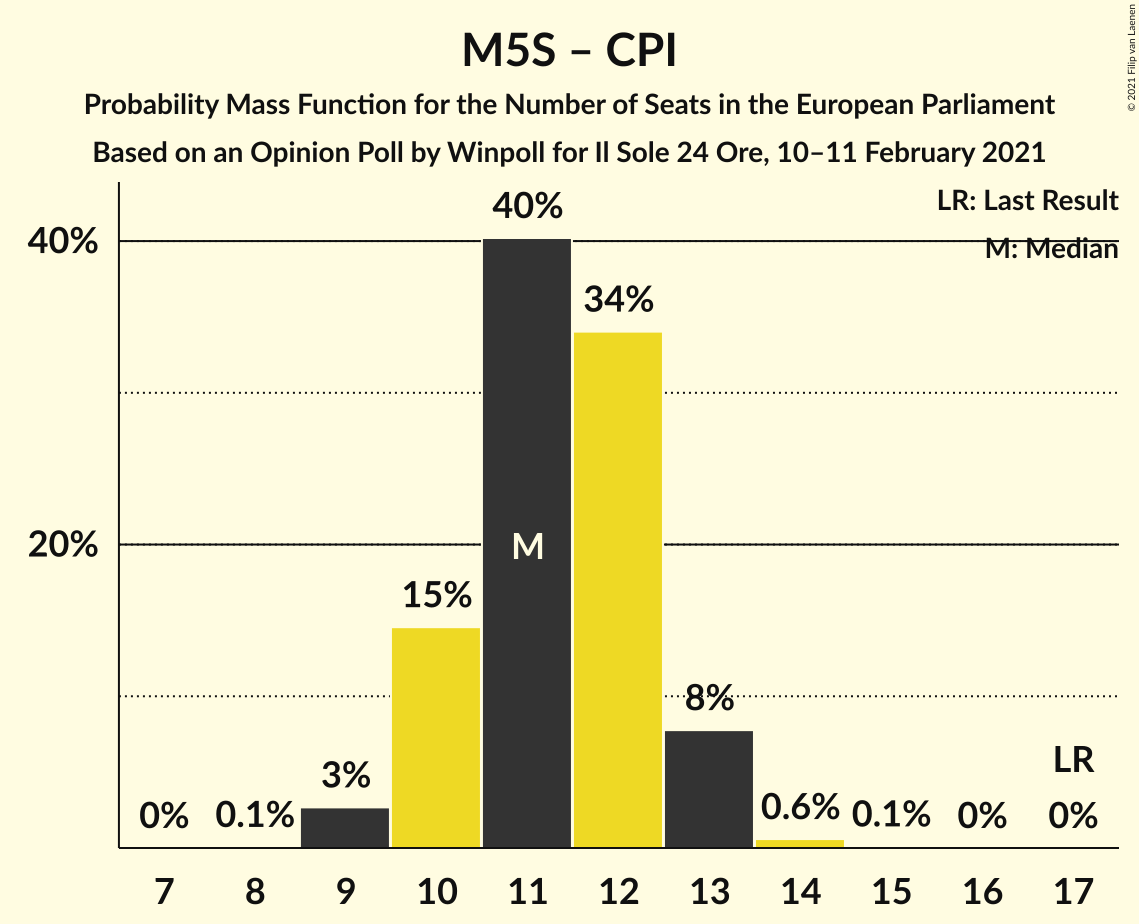 M5S – CPI
Probability Mass Function for the Number of Seats in the European Parliament
Based on an Opinion Poll by Winpoll for Il Sole 24 Ore, 10–11 February 2021
© 2021 Filip van Laenen
LR: Last Result
M: Median
40%
20%
0%
0.1%
3%
15%
40%
M
34%
8%
0.6%
0.1%
0%
LR
0%
7 8 9 10 11 12 13 14 15 16 17